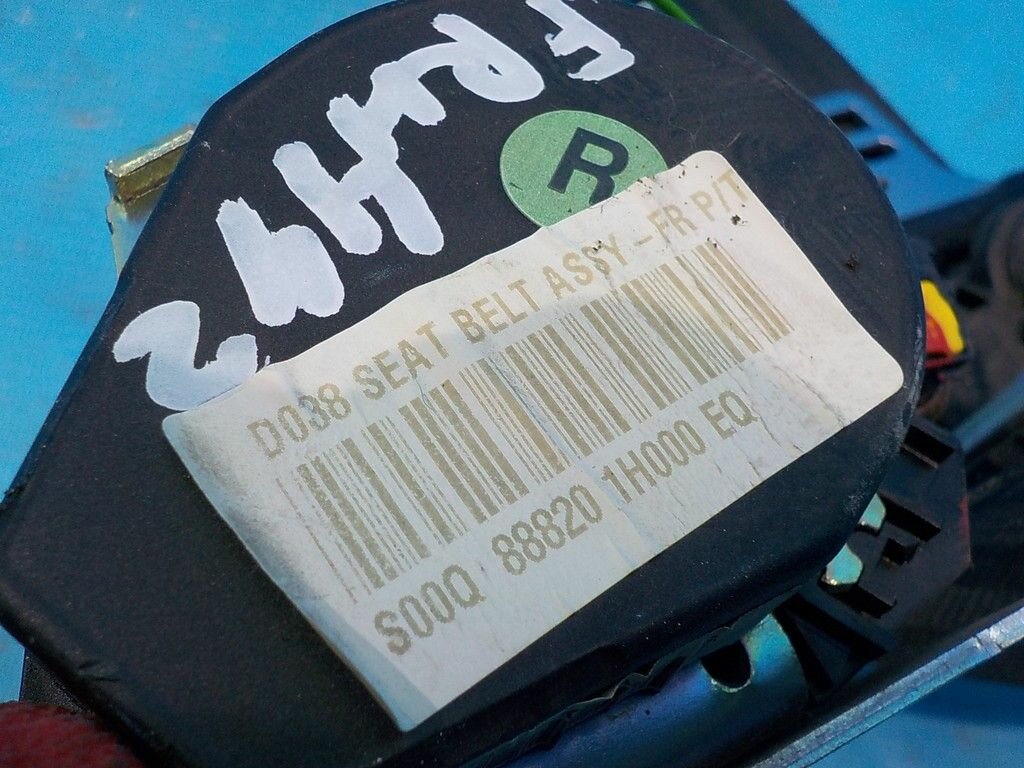 R
D038 SEAT BELT ASSY - FR P/T
S00Q 88820 1H000 EQ